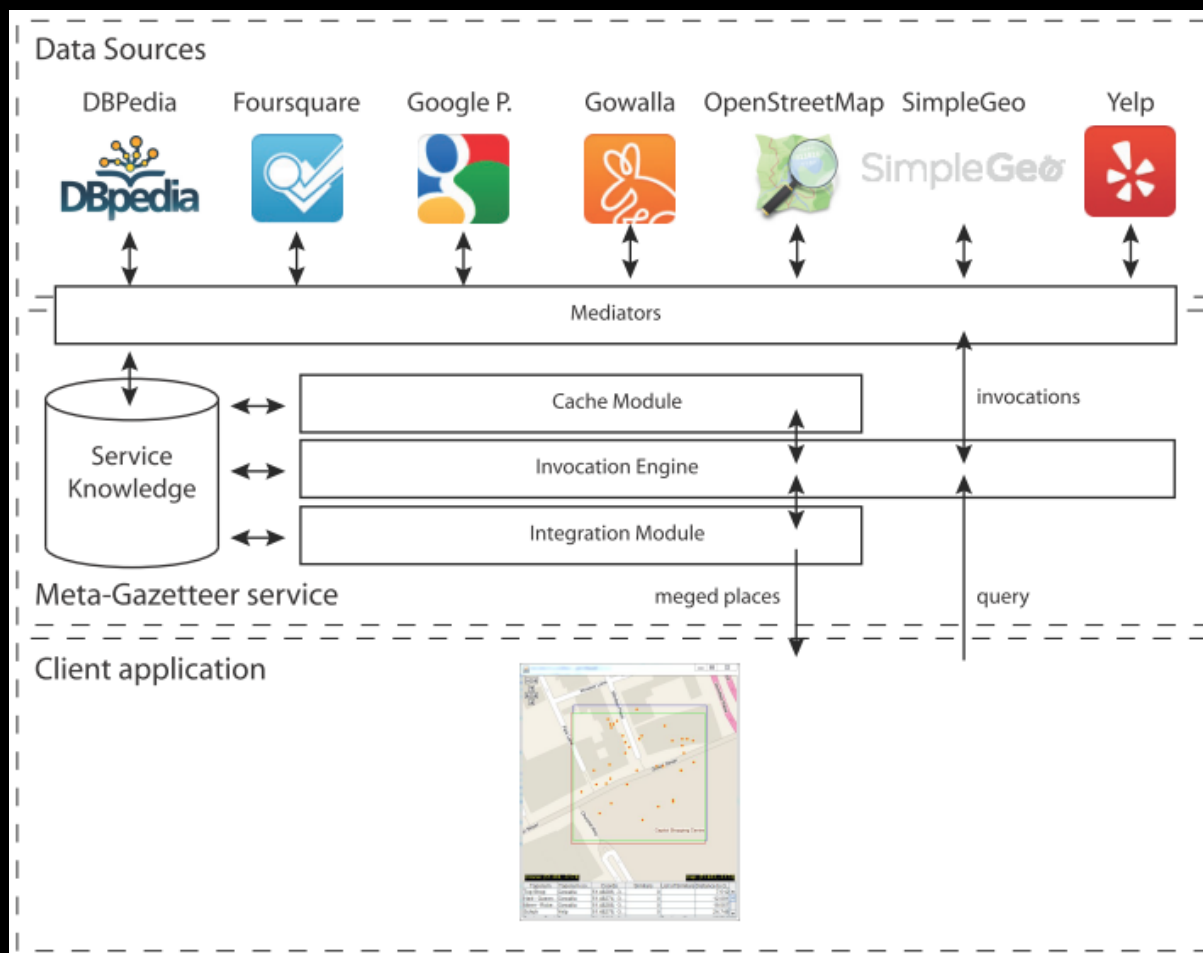 Data Sources
DBPedia Foursquare Google P. Gowalla OpenStreetMap SimpleGeo Yelp
DBpedia
SimpleGeo
Mediators
Cache Module
invocations
Service
Knowledge
Invocation Engine
Integration Module
Meta-Gazetteer service
meged places
query
Client application